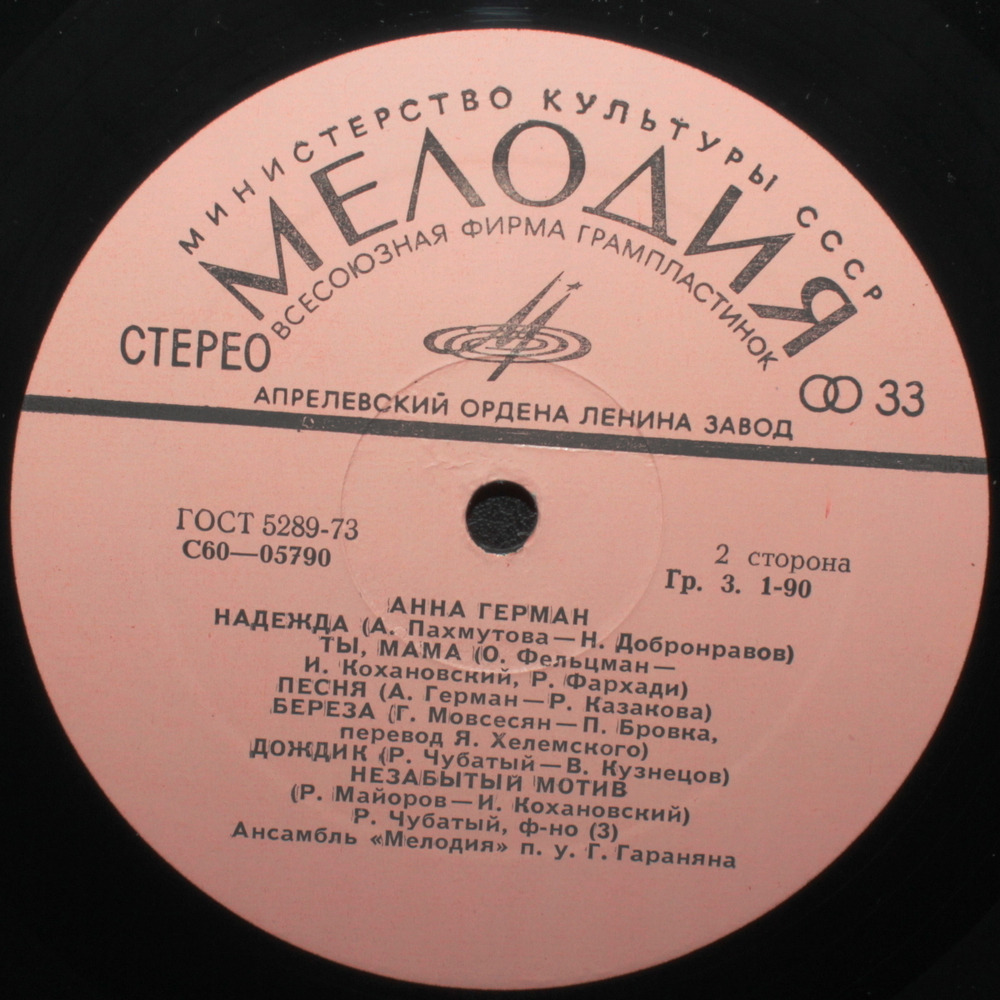 МИНИСТЕРСТВО КУЛЬТУРЫ СССР
МЕЛОДИЯ
ВСЕСОЮЗНАЯ ФИРМА ГРАМПЛАСТИНОК
СТЕРЕО
33
АПРЕЛЕВСКИЙ ОРДЕНА ЛЕНИНА ЗАВОД
ГОСТ 5289-73
С60—05790
2 сторона
Гр. 3. 1-90
АННА ГЕРМАН
НАДЕЖДА (А. Пахмутова — Н. Добронравов)
ТЫ, МАМА (О. Фельцман —
И. Кохановский, Р. Фархади)
ПЕСНЯ (А. Герман — Р. Казакова)
БЕРЕЗА (Г. Мовсесян — П. Бровка,
перевод Я. Хелемского)
ДОЖДИК (Р. Чубатый — В. Кузнецов)
НЕЗАБЫТЫЙ МОТИВ
(Р. Майоров — И. Кохановский)
Р. Чубатый, ф-но (3)
Ансамбль «Мелодия» п. у. Г. Гараняна